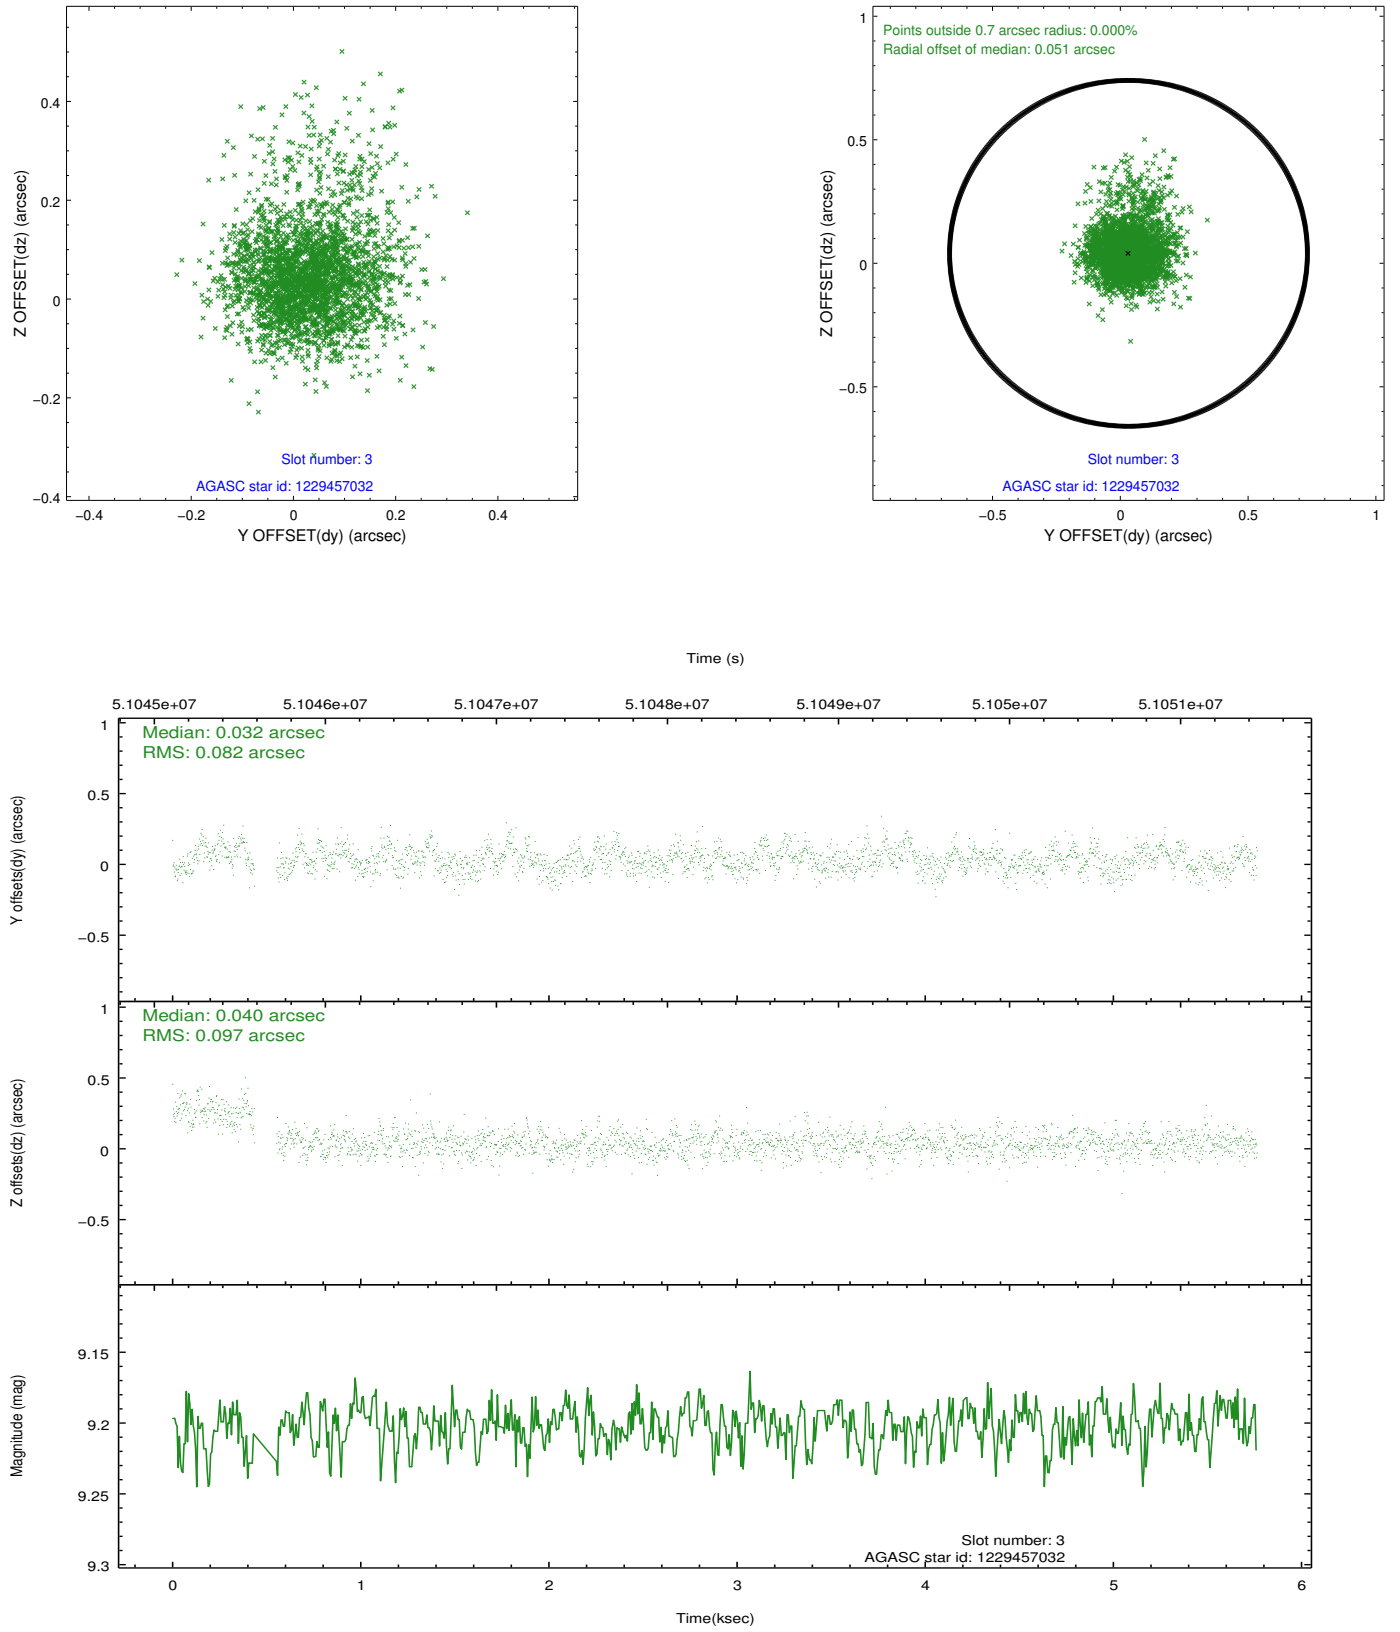 0.4
0.2
0
−0.2
−0.4
−0.4
−0.2
0
0.2
0.4
Z OFFSET(dz) (arcsec)
Y OFFSET(dy) (arcsec)
Slot number: 3
AGASC star id: 1229457032
Points outside 0.7 arcsec radius: 0.000%
Radial offset of median: 0.051 arcsec
1
0.5
0
−0.5
−0.5
0
0.5
1
Z OFFSET(dz) (arcsec)
Y OFFSET(dy) (arcsec)
Slot number: 3
AGASC star id: 1229457032
Time (s)
5.1045e+07
5.1046e+07
5.1047e+07
5.1048e+07
5.1049e+07
5.105e+07
5.1051e+07
Median: 0.032 arcsec
RMS: 0.082 arcsec
1
0.5
0
−0.5
Y offsets(dy) (arcsec)
Median: 0.040 arcsec
RMS: 0.097 arcsec
1
0.5
0
−0.5
Z offsets(dz) (arcsec)
9.15
9.2
9.25
9.3
Magnitude (mag)
Slot number: 3
AGASC star id: 1229457032
0
1
2
3
4
5
6
Time(ksec)